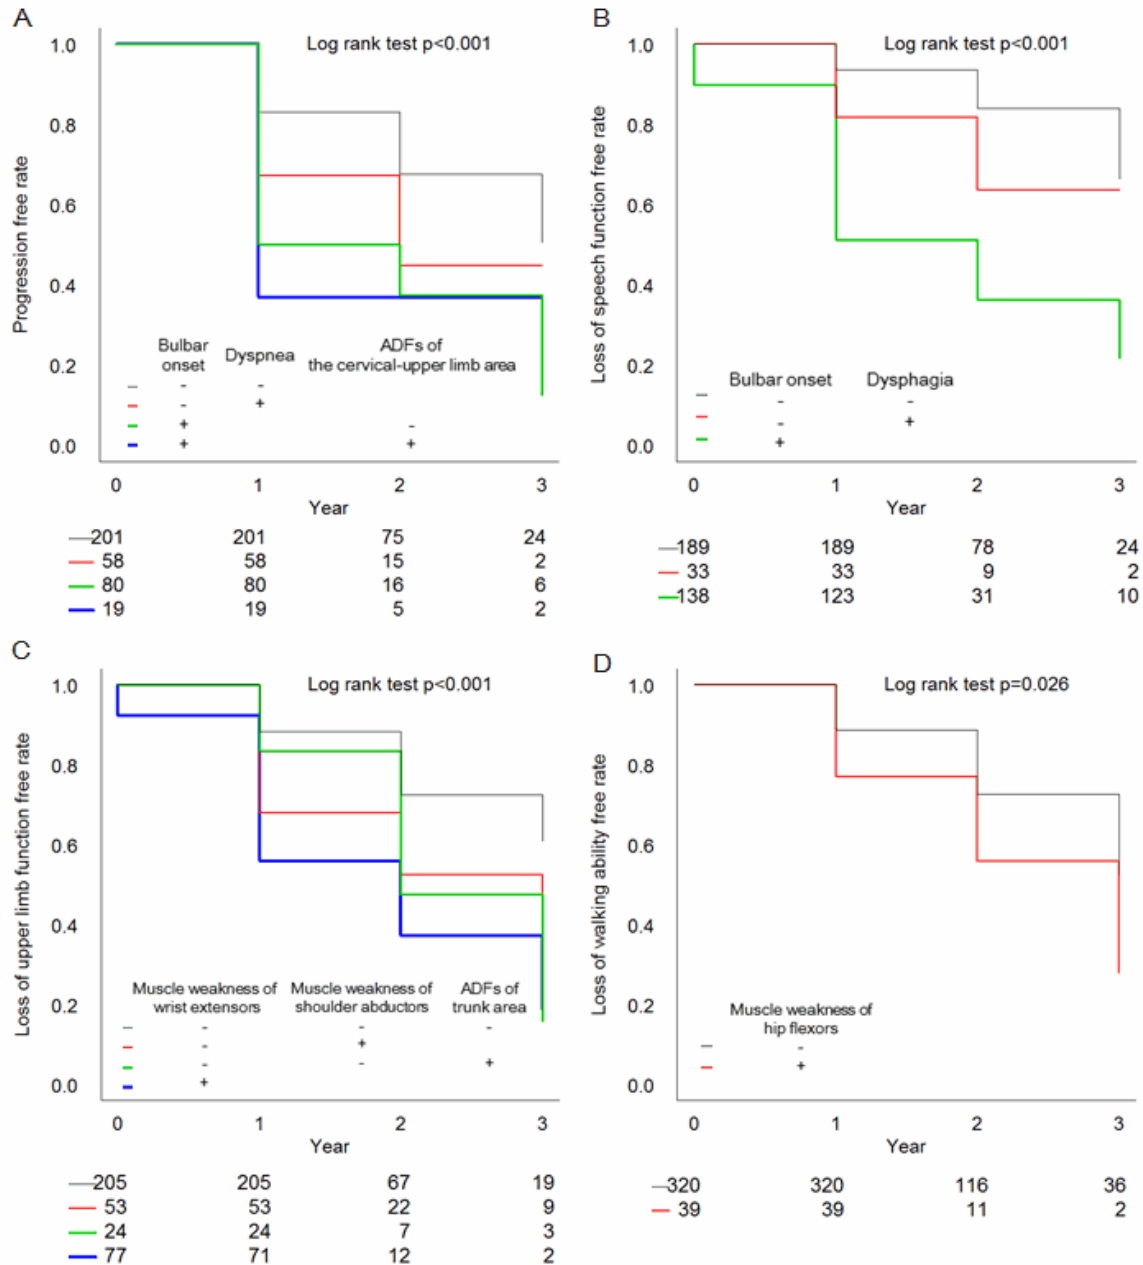 A
Log rank test p<0.001
Progression free rate
1.0
0.8
0.6
0.4
0.2
0.0
Bulbar onset
Dyspnea
ADFs of
the cervical-upper limb area
- -
- +
+ -
+ +
0 1 2 3
Year
201 201 75 24
58 58 15 2
80 80 16 6
19 19 5 2
B
Log rank test p<0.001
Loss of speech function free rate
1.0
0.8
0.6
0.4
0.2
0.0
Bulbar onset Dysphagia
- -
- +
+
0 1 2 3
Year
189 189 78 24
33 33 9 2
138 123 31 10
C
Log rank test p<0.001
Loss of upper limb function free rate
1.0
0.8
0.6
0.4
0.2
0.0
Muscle weakness of
wrist extensors
Muscle weakness of
shoulder abductors
ADFs of
trunk area
- - -
- +
- - +
+
0 1 2 3
Year
205 205 67 19
53 53 22 9
24 24 7 3
77 71 12 2
D
Log rank test p=0.026
Loss of walking ability free rate
1.0
0.8
0.6
0.4
0.2
0.0
Muscle weakness of
hip flexors
-
+
0 1 2 3
Year
320 320 116 36
39 39 11 2